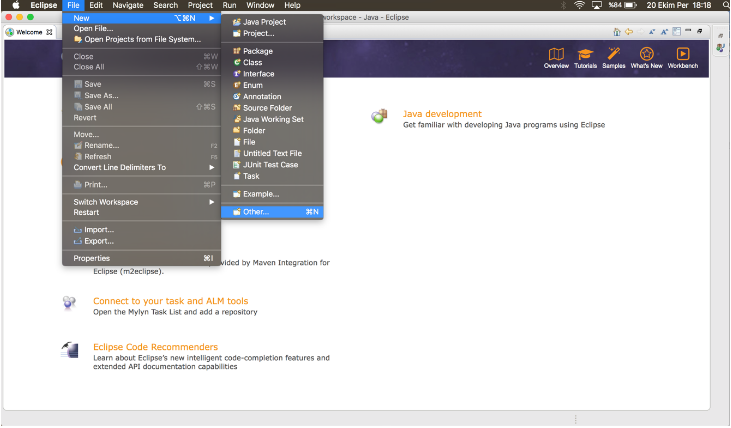 Eclipse File Edit Navigate Search Project Run Window Help %84 20 Ekim Per 18:18
workspace - Java - Eclipse
Welcome
New ⌥⌘N
Open File...
Open Projects from File System...
Close ⌘W
Close All ⇧⌘W
Save ⌘S
Save As...
Save All ⇧⌘S
Revert
Move...
Rename... F2
Refresh F5
Convert Line Delimiters To
Print... ⌘P
Switch Workspace
Restart
Import...
Export...
Properties ⌘I
Java Project
Project...
Package
Class
Interface
Enum
Annotation
Source Folder
Java Working Set
Folder
File
Untitled Text File
JUnit Test Case
Task
Example...
Other... ⌘N
Overview Tutorials Samples What's New Workbench
Java development
Get familiar with developing Java programs using Eclipse
vided by Maven Integration for
Eclipse (m2eclipse).
Connect to your task and ALM tools
Open the Mylyn Task List and add a repository
Eclipse Code Recommenders
Learn about Eclipse's new intelligent code-completion features and
extended API documentation capabilities